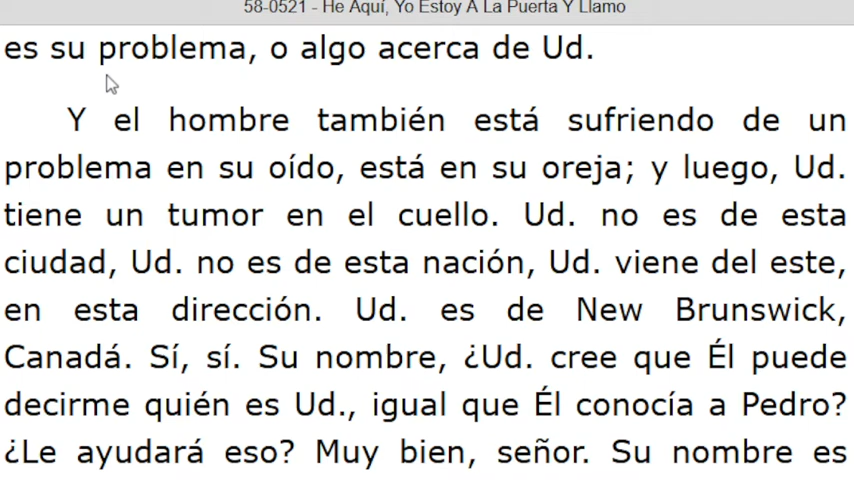 58-0521 - He Aquí, Yo Estoy A La Puerta Y Llamo
es su problema, o algo acerca de Ud.
Y el hombre también está sufriendo de un
problema en su oído, está en su oreja; y luego, Ud.
tiene un tumor en el cuello. Ud. no es de esta
ciudad, Ud. no es de esta nación, Ud. viene del este,
en esta dirección. Ud. es de New Brunswick,
Canadá. Sí, sí. Su nombre, ¿Ud. cree que Él puede
decirme quién es Ud., igual que Él conocía a Pedro?
¿Le ayudará eso? Muy bien, señor. Su nombre es